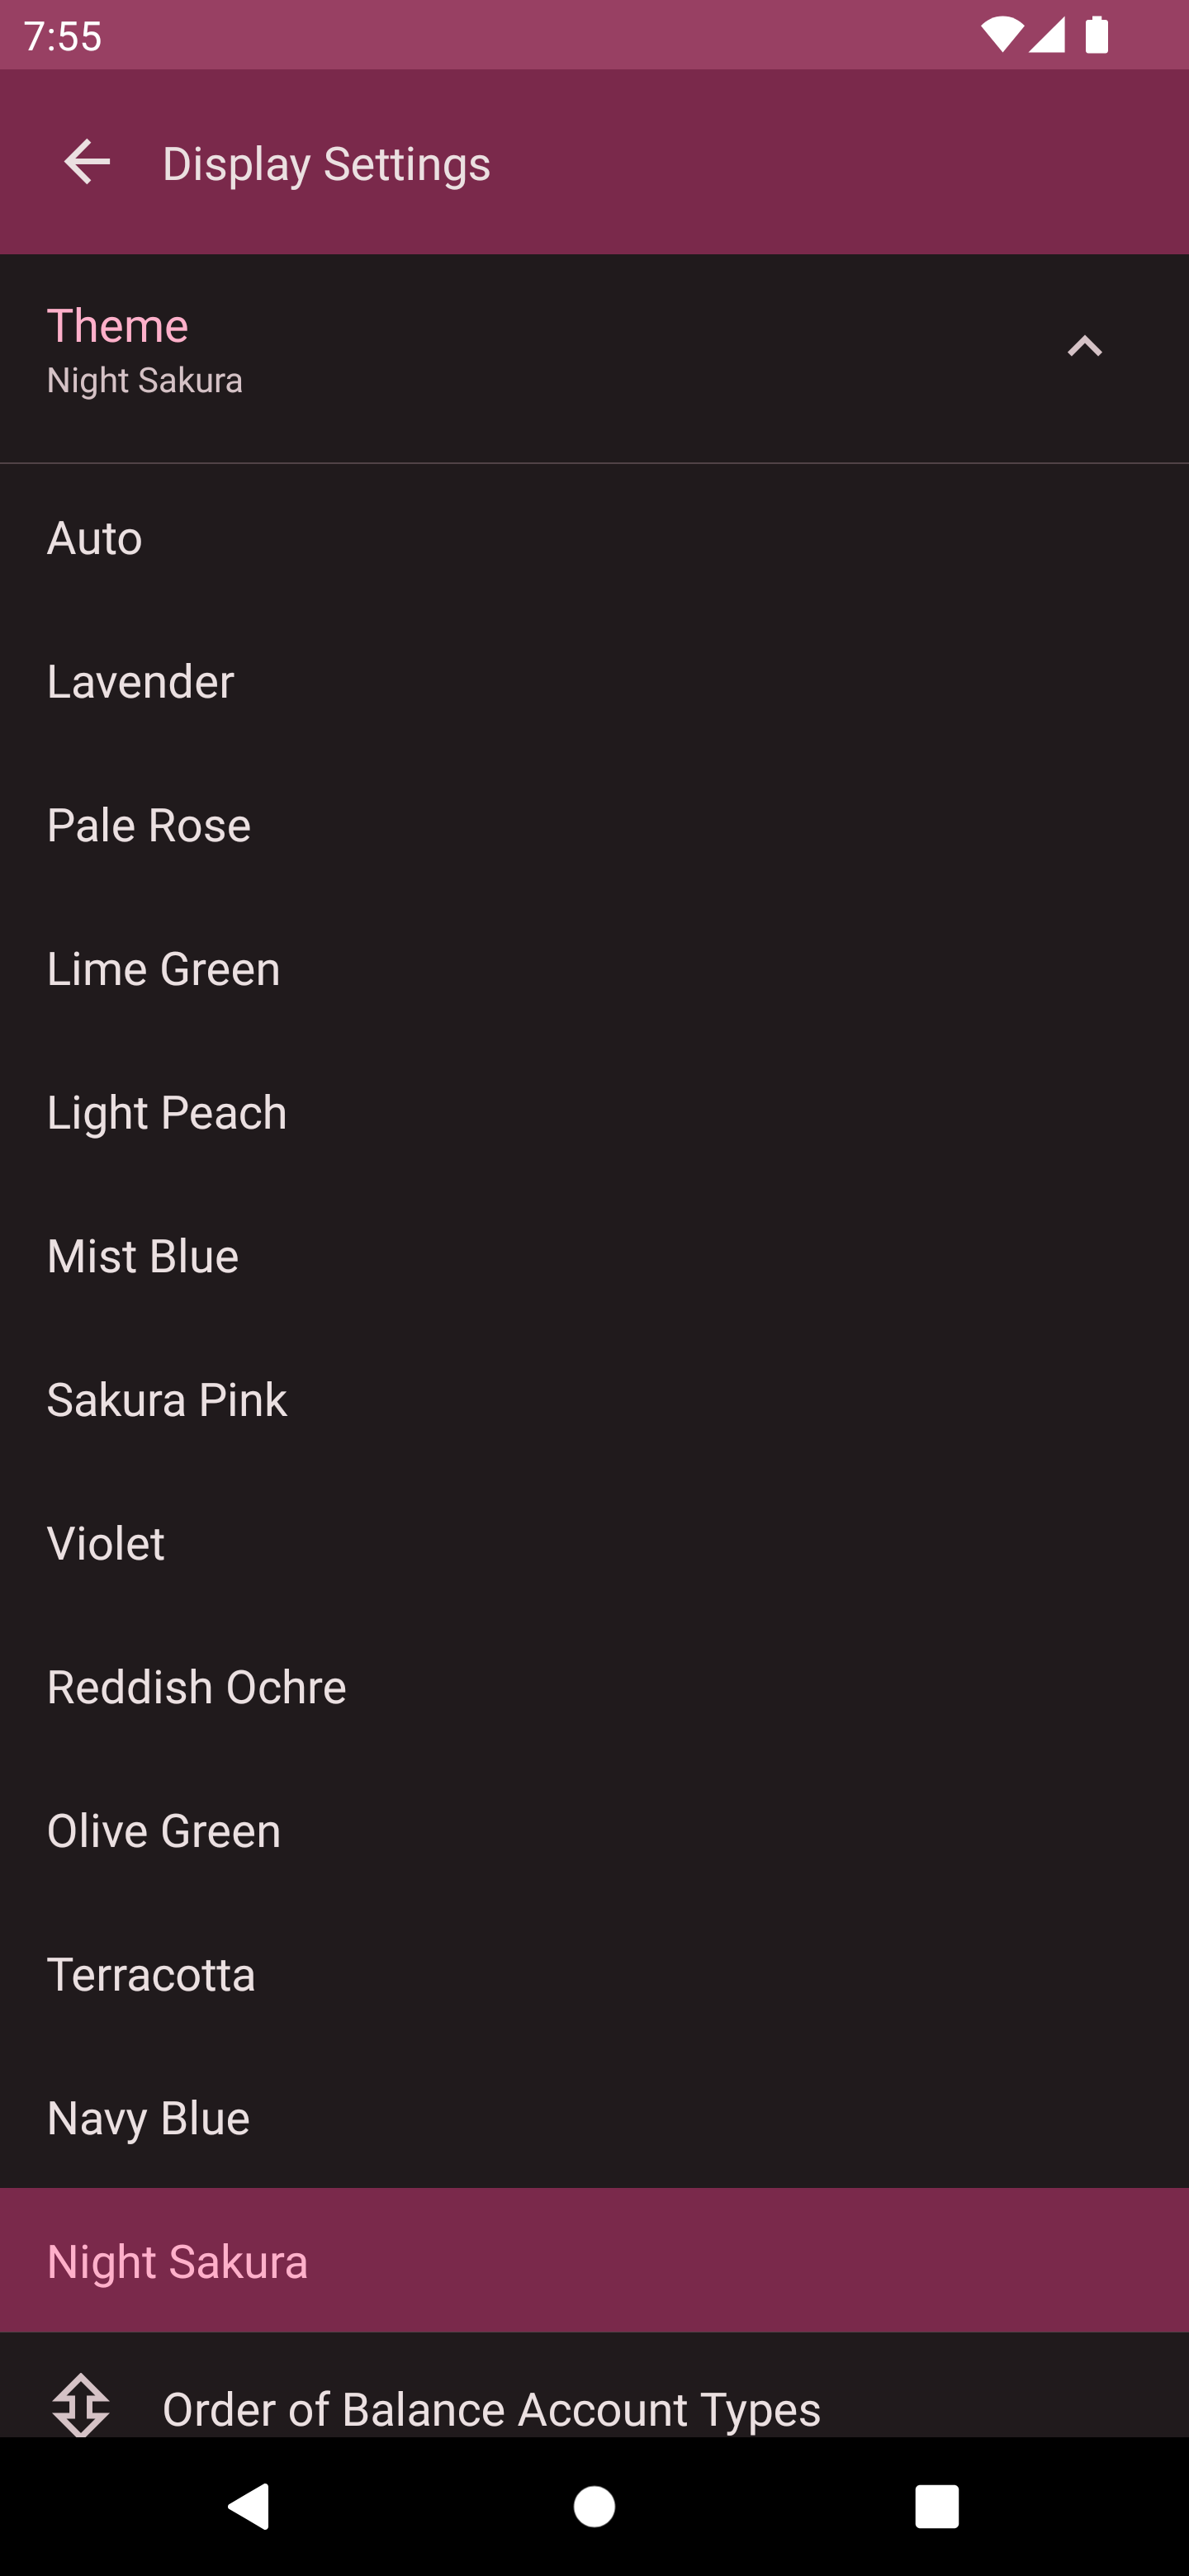 7:55
Display Settings
Theme
Night Sakura
Auto
Lavender
Pale Rose
Lime Green
Light Peach
Mist Blue
Sakura Pink
Violet
Reddish Ochre
Olive Green
Terracotta
Navy Blue
Night Sakura
Order of Balance Account Types